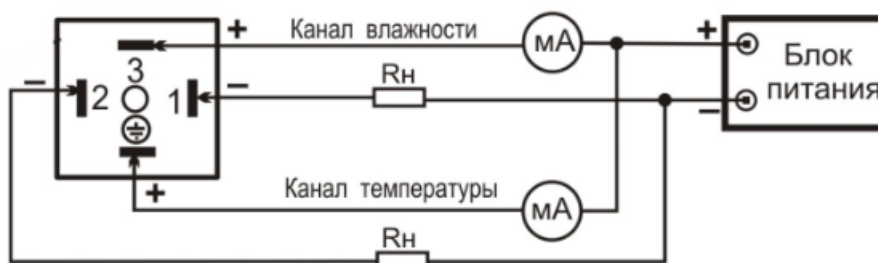 + Канал влажности мА + Блок питания
3
− 2 1 − Rн −
+ Канал температуры мА
Rн